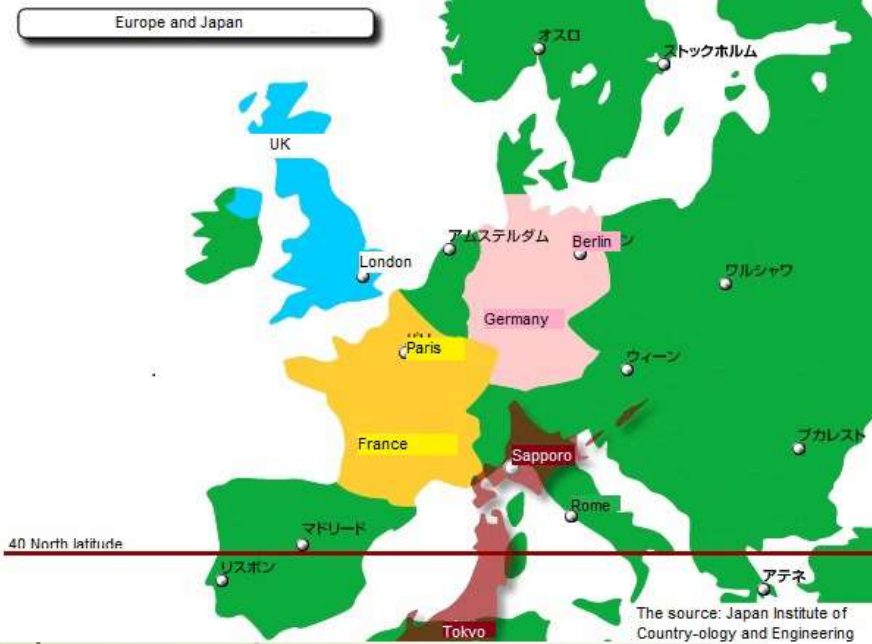 Europe and Japan
オスロ
ストックホルム
UK
アムステルダム
Berlin
ン
London
ワルシャワ
Germany
Paris
ウィーン
France
ブカレスト
Sapporo
Rome
マドリード
40 North latitude
リスボン
アテネ
Tokyo
The source: Japan Institute of
Country-ology and Engineering